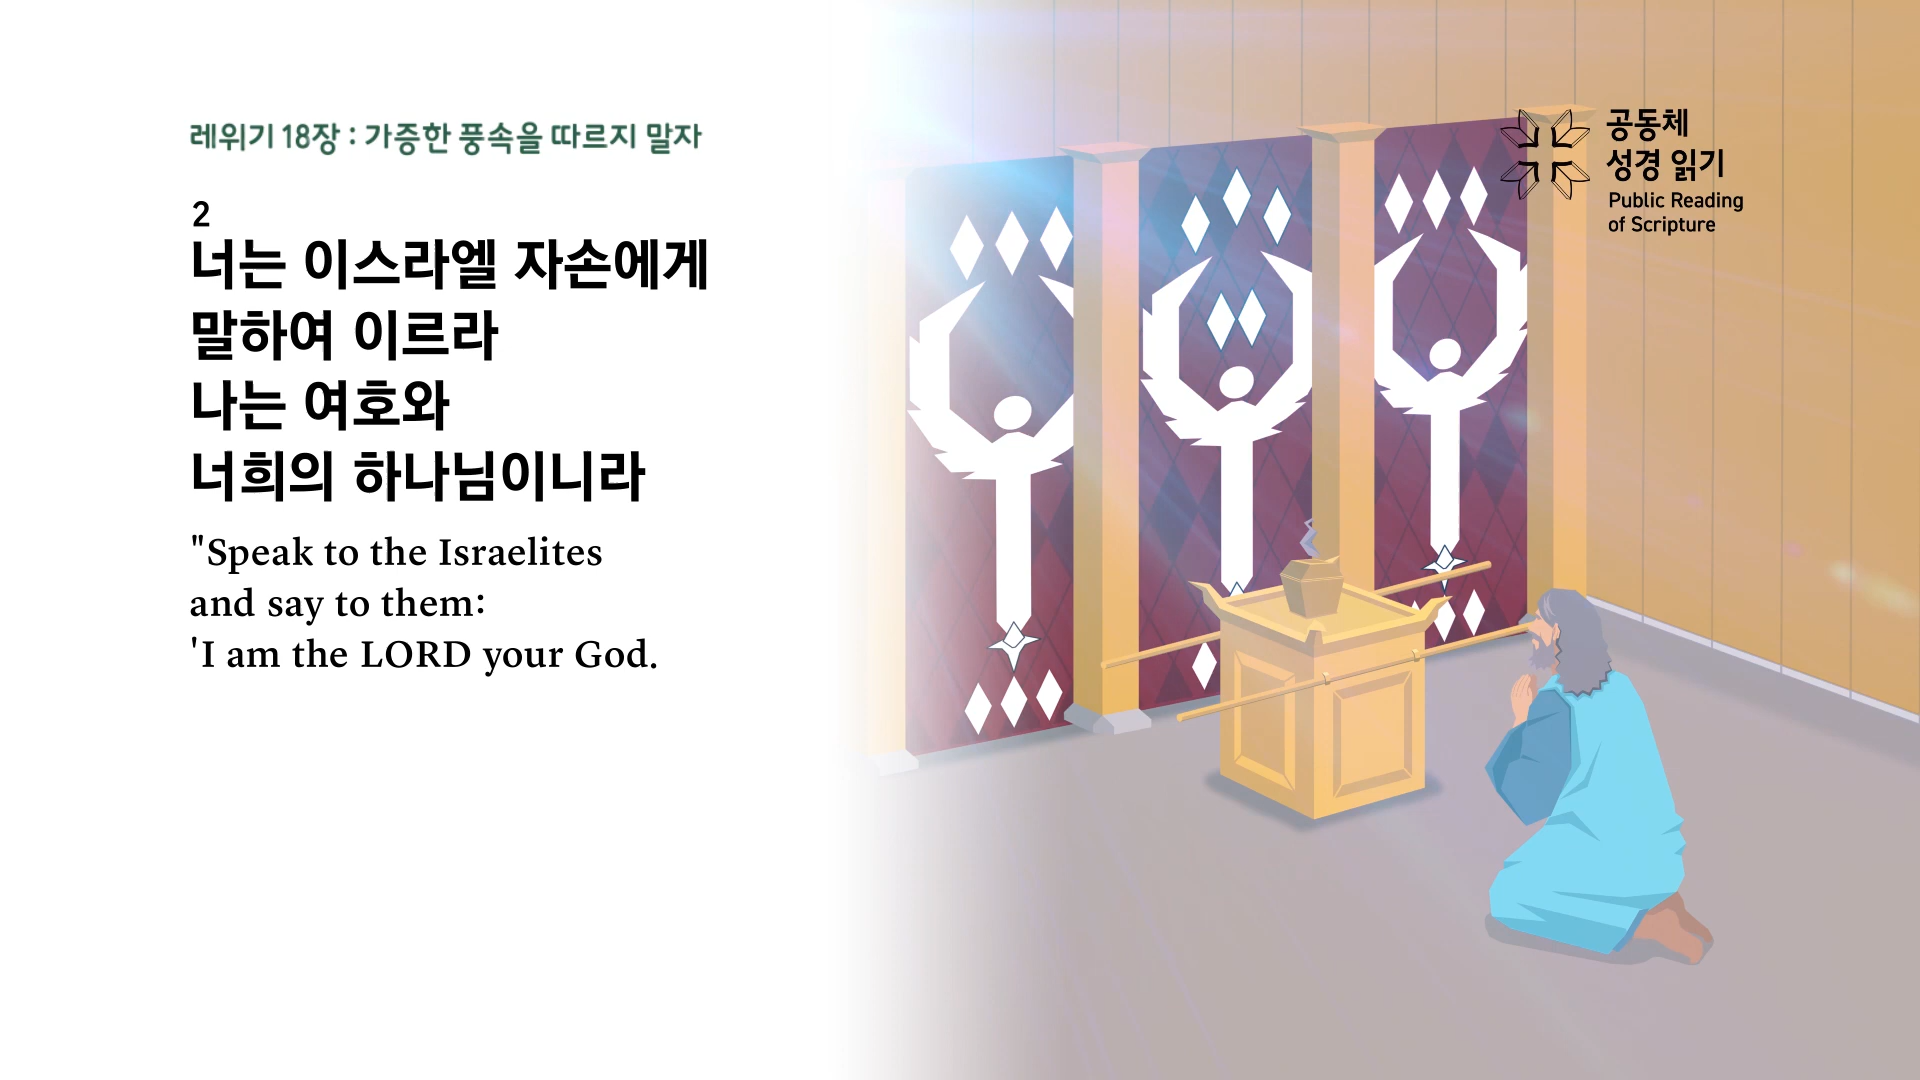 레위기 18장 : 가증한 풍속을 따르지 말자
2
너는 이스라엘 자손에게
말하여 이르라
나는 여호와
너희의 하나님이니라
"Speak to the Israelites
and say to them:
'I am the LORD your God.
공동체
성경 읽기
Public Reading
of Scripture